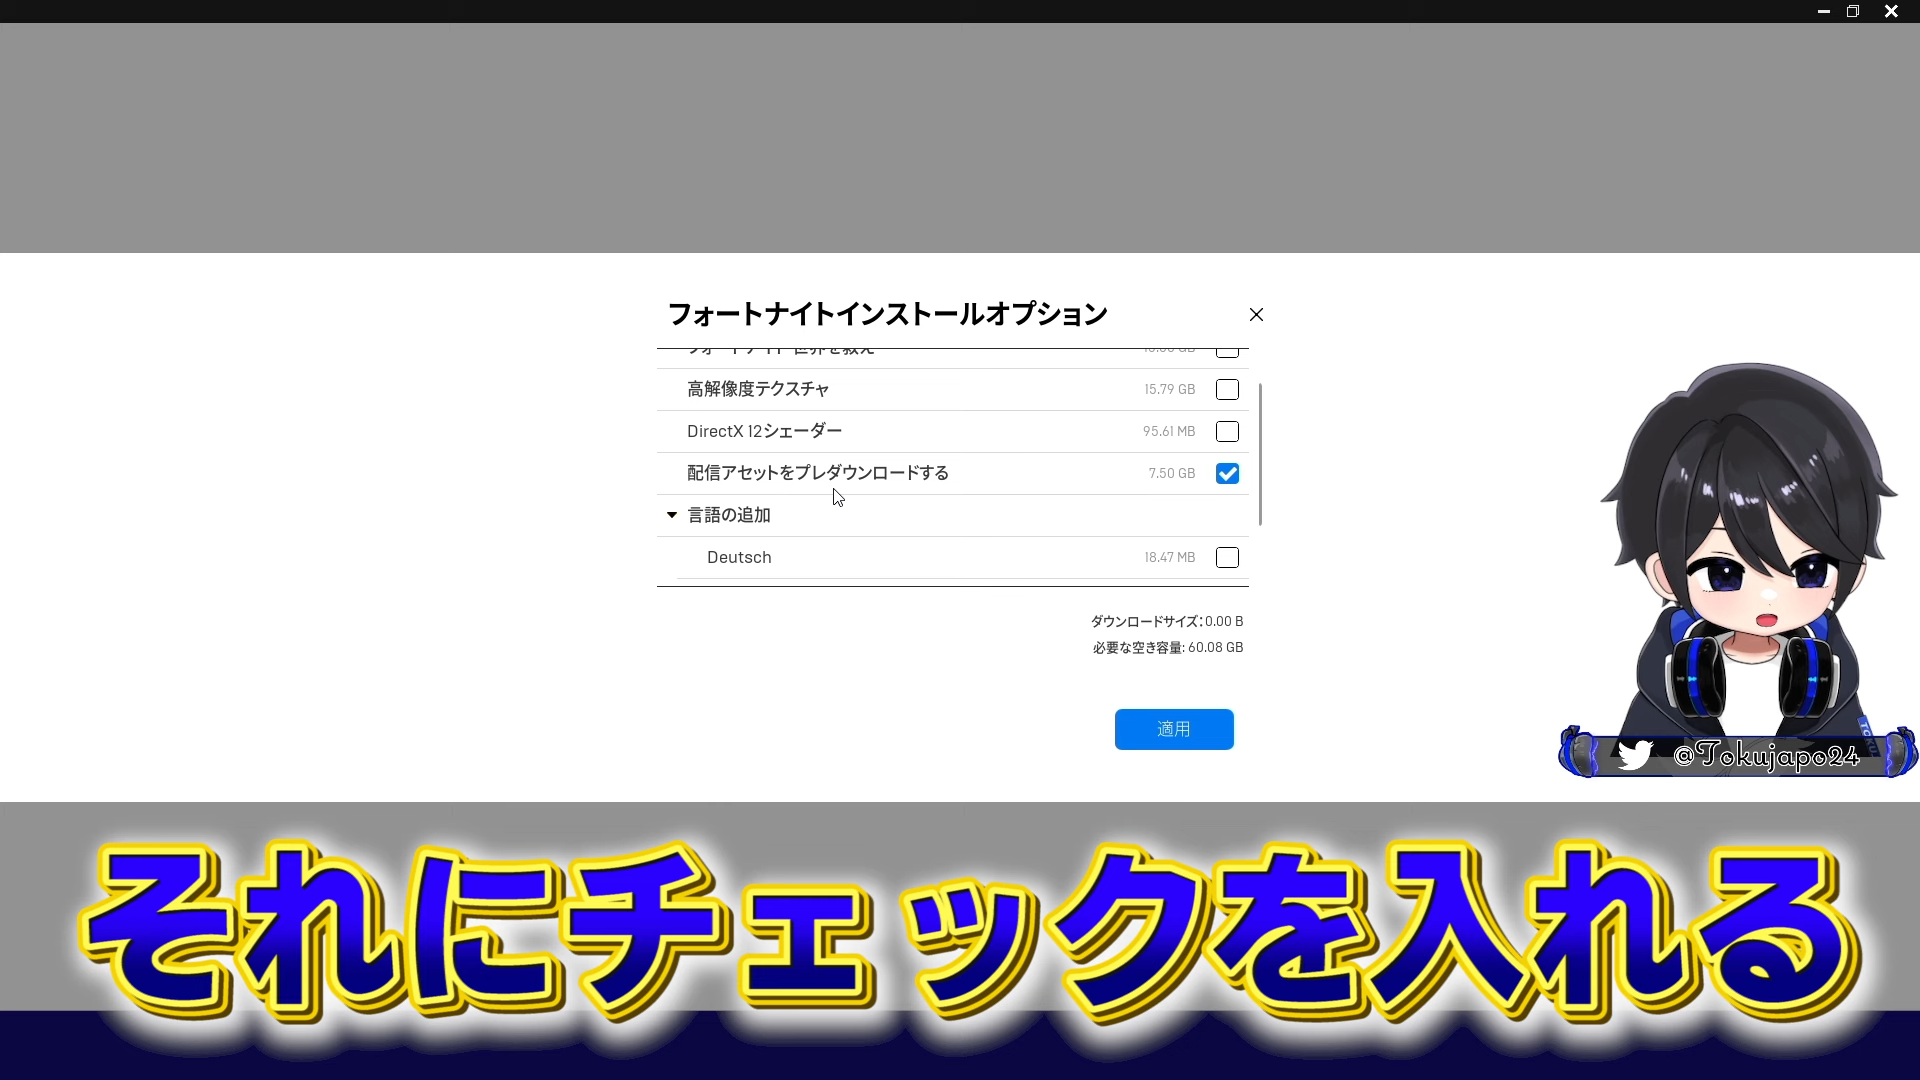 フォートナイトインストールオプション
高解像度テクスチャ 15.79 GB
DirectX 12シェーダー 95.61 MB
配信アセットをプレダウンロードする 7.50 GB
言語の追加
Deutsch 18.47 MB
ダウンロードサイズ: 0.00 B
必要な空き容量: 60.08 GB
適用
@Tokujapo24
それにチェックを入れる